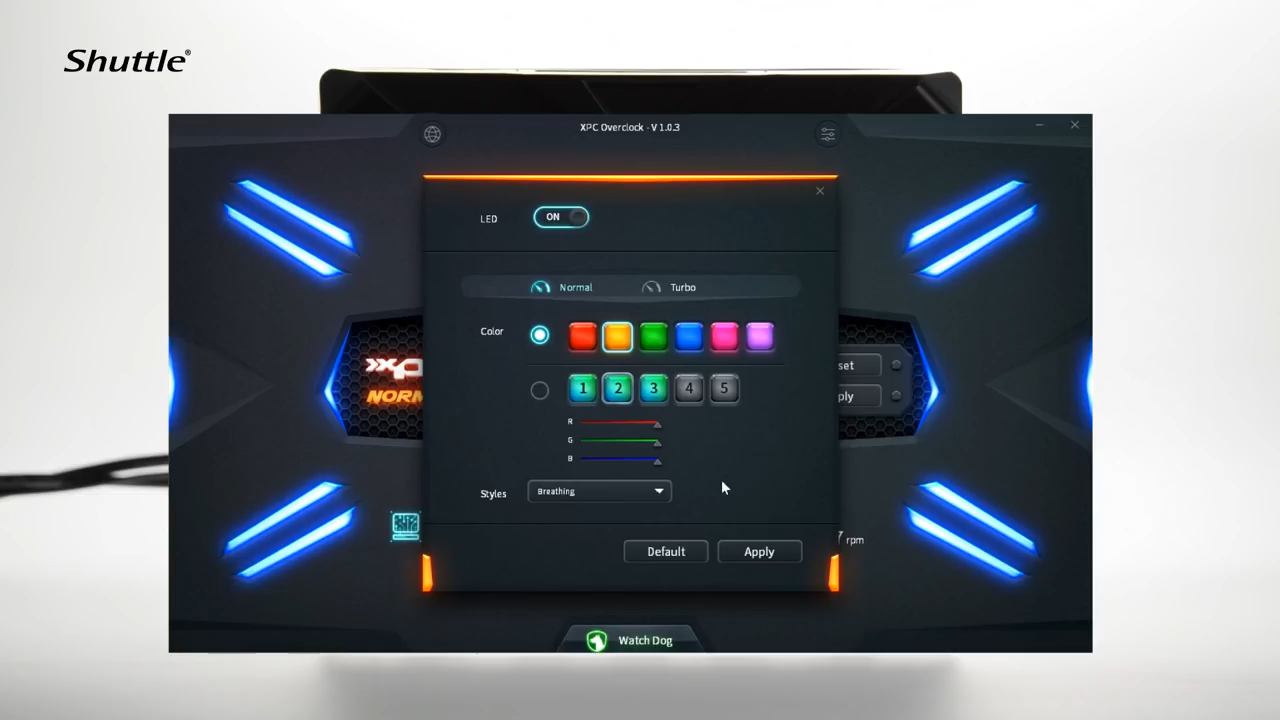 Shuttle®
XPC Overclock - V 1.0.3
LED ON
Normal Turbo
Color
1 2 3 4 5
R
G
B
Styles Breathing
Default Apply
rpm
Watch Dog